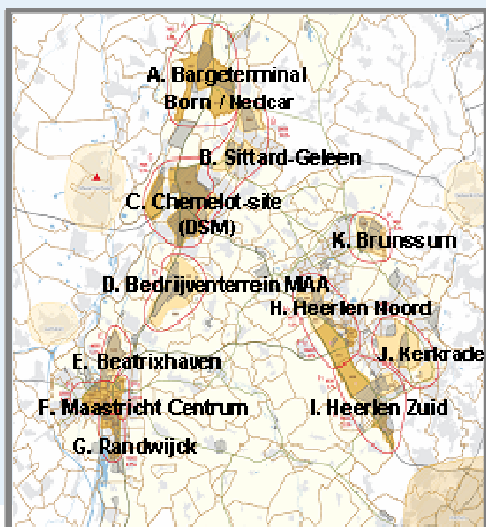 A. Bargeterminal
Born / Nedcar
B. Sittard-Geleen
C. Chemelot-site
(DSM)
K. Brunssum
D. Bedrijventerrein MAA
H. Heerlen Noord
J. Kerkrade
E. Beatrixhaven
F. Maastricht Centrum
I. Heerlen Zuid
G. Randwijck